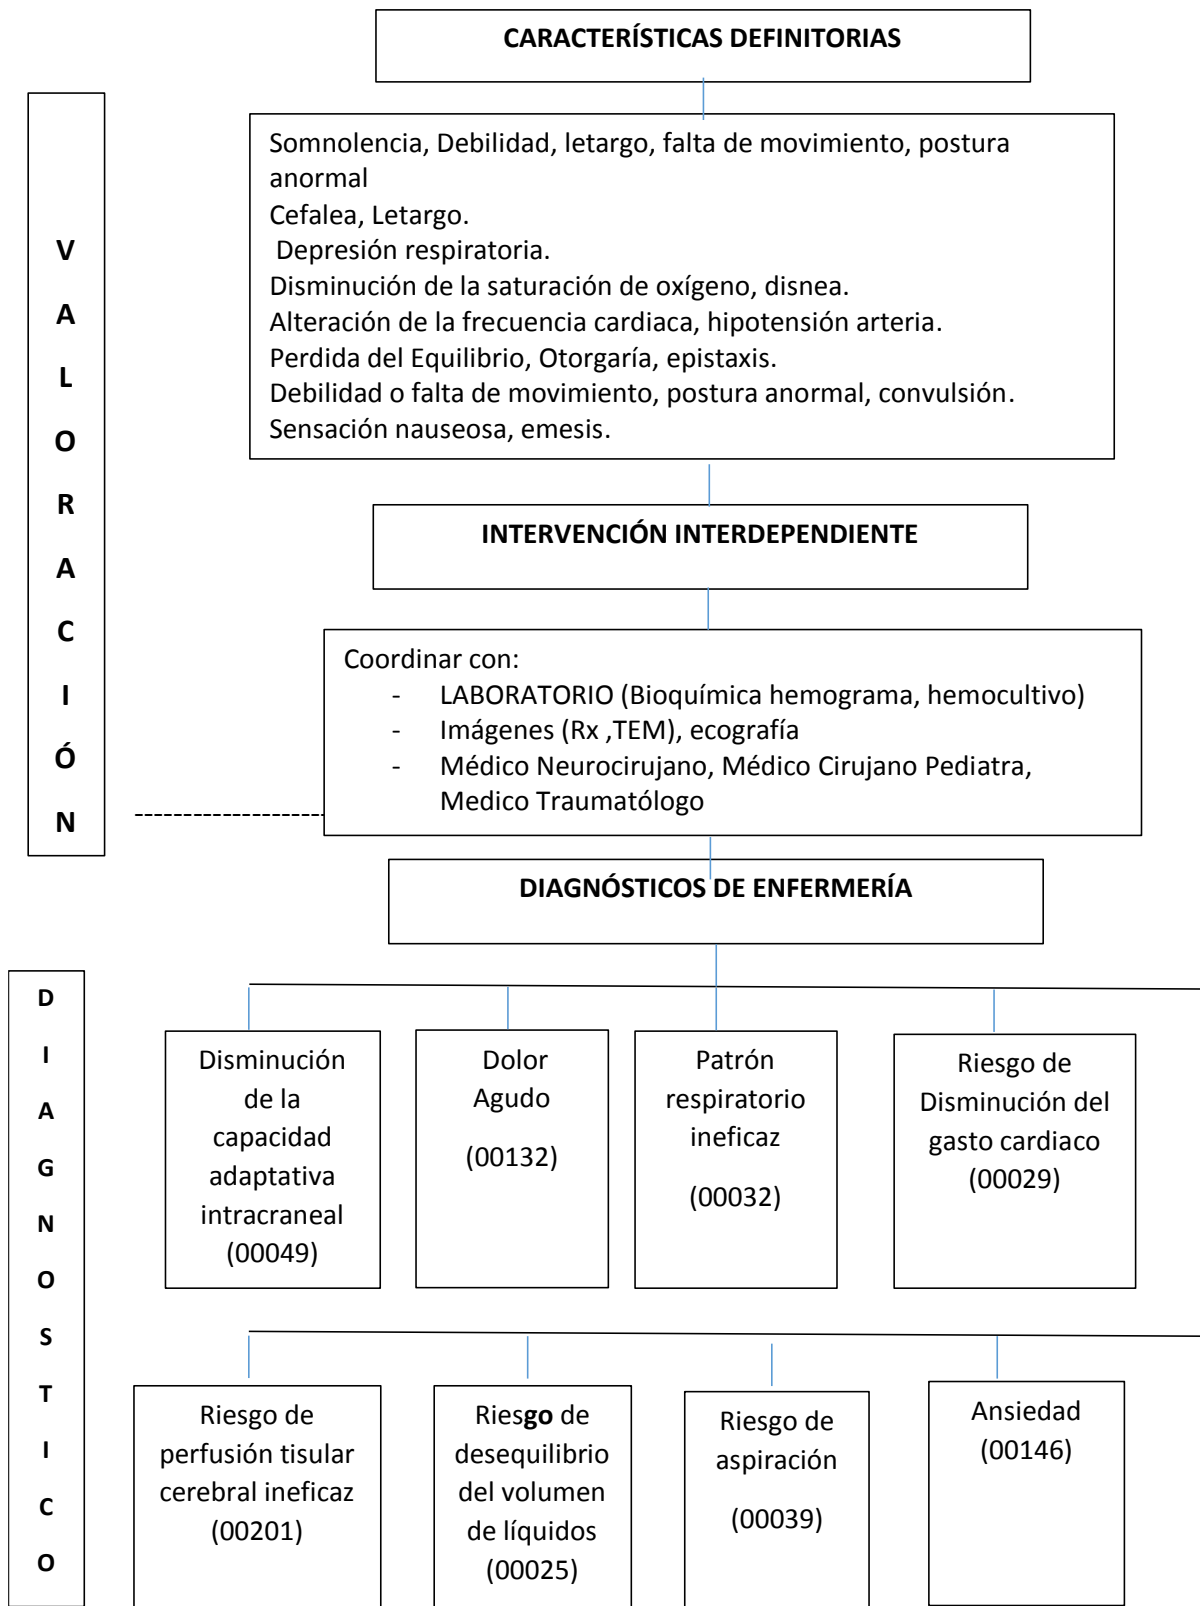 CARACTERÍSTICAS DEFINITORIAS
V
A
L
O
R
A
C
I
Ó
N
Somnolencia, Debilidad, letargo, falta de movimiento, postura
anormal
Cefalea, Letargo.
Depresión respiratoria.
Disminución de la saturación de oxígeno, disnea.
Alteración de la frecuencia cardiaca, hipotensión arteria.
Perdida del Equilibrio, Otorgaría, epistaxis.
Debilidad o falta de movimiento, postura anormal, convulsión.
Sensación nauseosa, emesis.
INTERVENCIÓN INTERDEPENDIENTE
Coordinar con:
- LABORATORIO (Bioquímica hemograma, hemocultivo)
- Imágenes (Rx ,TEM), ecografía
- Médico Neurocirujano, Médico Cirujano Pediatra,
Medico Traumatólogo
DIAGNÓSTICOS DE ENFERMERÍA
D
I
A
G
N
O
S
T
I
C
O
Disminución
de la
capacidad
adaptativa
intracraneal
(00049)
Dolor
Agudo
(00132)
Patrón
respiratorio
ineficaz
(00032)
Riesgo de
Disminución del
gasto cardiaco
(00029)
Riesgo de
perfusión tisular
cerebral ineficaz
(00201)
Riesgo de
desequilibrio
del volumen
de líquidos
(00025)
Riesgo de
aspiración
(00039)
Ansiedad
(00146)